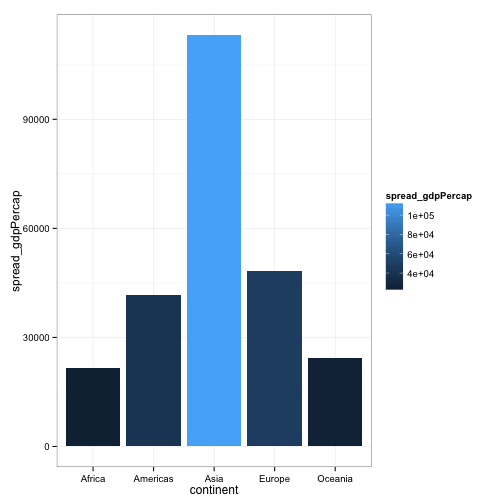 spread_gdpPercap
90000
60000
30000
0
Africa Americas Asia Europe Oceania
continent
spread_gdpPercap
1e+05
8e+04
6e+04
4e+04